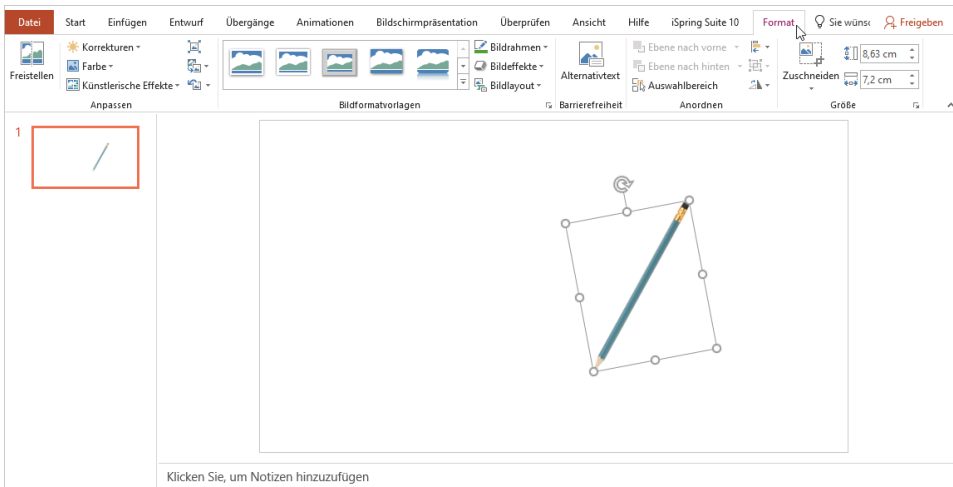 Datei Start Einfügen Entwurf Übergänge Animationen Bildschirmpräsentation Überprüfen Ansicht Hilfe iSpring Suite 10 Format Sie wünsc Freigeben
Korrekturen Bildrahmen Ebene nach vorne 8,63 cm
Farbe Bildeffekte Ebene nach hinten
Freistellen Alternativtext Zuschneiden 7,2 cm
Künstlerische Effekte Bildlayout Auswahlbereich
Anpassen Bildformatvorlagen Barrierefreiheit Anordnen Größe
1
Klicken Sie, um Notizen hinzuzufügen